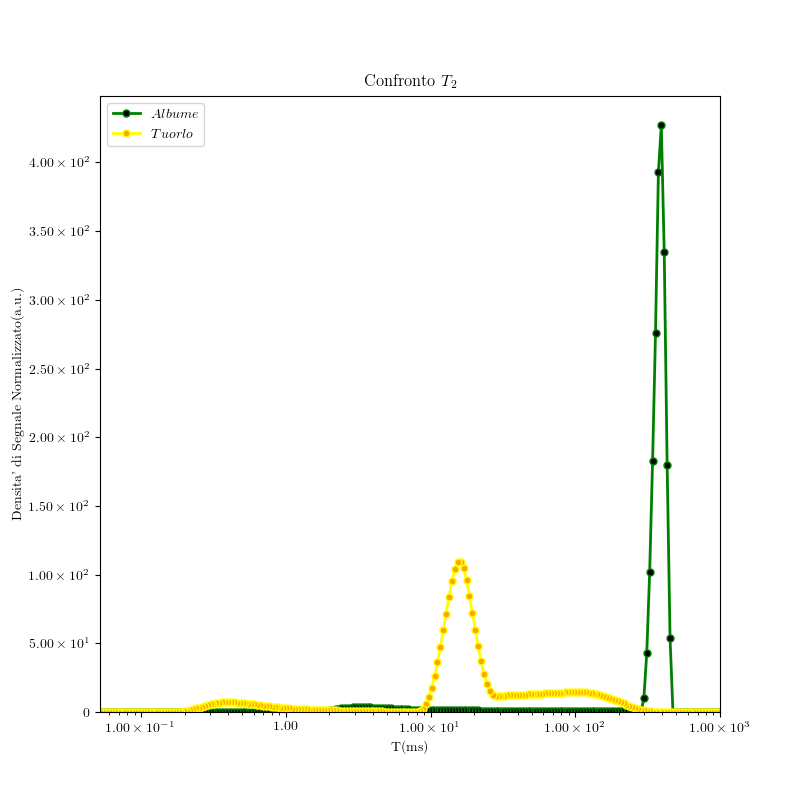 Confronto T₂
Albume
Tuorlo
Densita' di Segnale Normalizzato(a.u.)
4.00 × 10²
3.50 × 10²
3.00 × 10²
2.50 × 10²
2.00 × 10²
1.50 × 10²
1.00 × 10²
5.00 × 10¹
0
1.00 × 10⁻¹ 1.00 1.00 × 10¹ 1.00 × 10² 1.00 × 10³
T(ms)